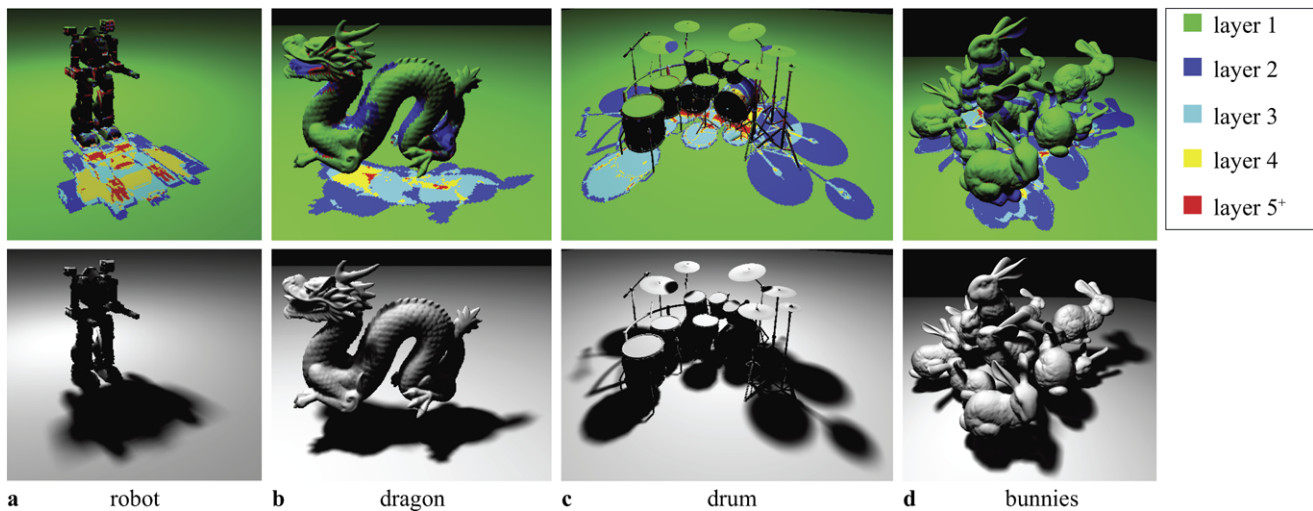 layer 1
layer 2
layer 3
layer 4
layer 5⁺
a robot
b dragon
c drum
d bunnies